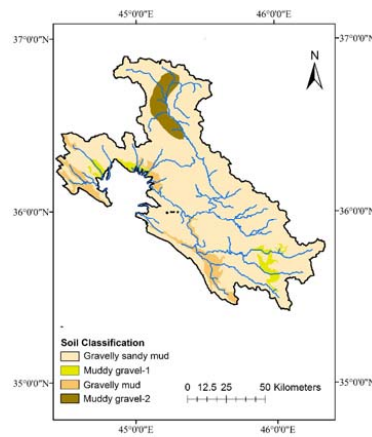 45°0'0"N 46°0'0"N
37°0'0"N 37°0'0"N
N
36°0'0"N 36°0'0"N
Soil Classification
Gravelly sandy mud
Muddy gravel-1
Gravelly mud
Muddy gravel-2
0 12.5 25 50 Kilometers
35°0'0"N 35°0'0"N
45°0'0"N 46°0'0"N